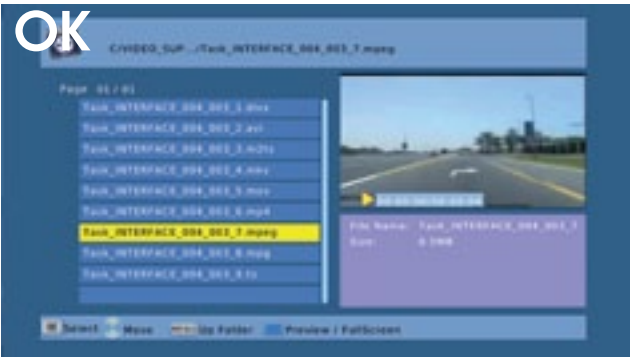 OK
C/VIDEO_SUP.../Task_INTERFACE_004_003_7.mpeg
Page 01/01
Task_INTERFACE_004_003_1.divx
Task_INTERFACE_004_003_2.avi
Task_INTERFACE_004_003_3.m2ts
Task_INTERFACE_004_003_4.mkv
Task_INTERFACE_004_003_5.mov
Task_INTERFACE_004_003_6.mp4
Task_INTERFACE_004_003_7.mpeg
Task_INTERFACE_004_003_8.mpg
Task_INTERFACE_004_003_9.ts
File Name: Task_INTERFACE_004_003_7
Size:
Select Move MENU Up Folder Preview / FullScreen